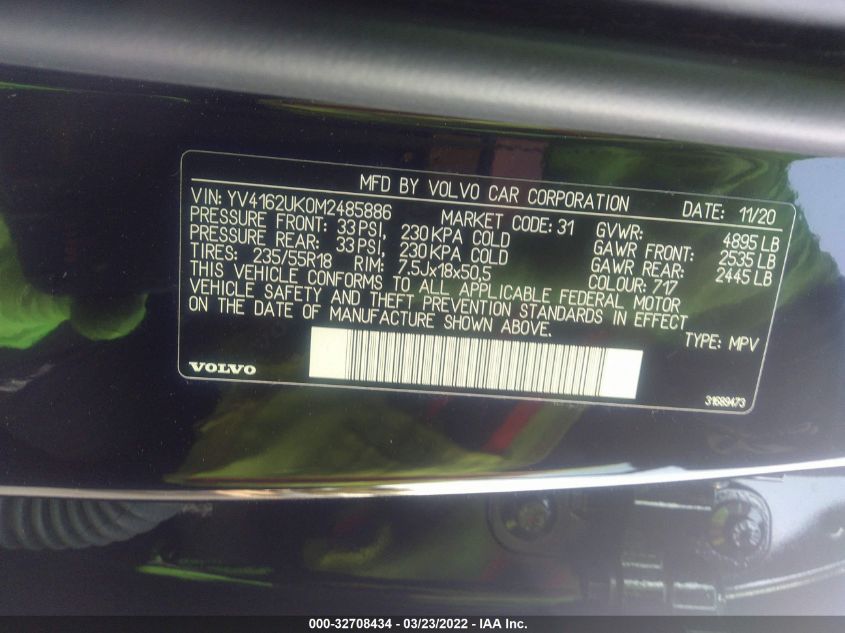 MFD BY VOLVO CAR CORPORATION DATE: 11/20
VIN: YV4162UK0M2485886 MARKET CODE: 31 GVWR: 4895 LB
PRESSURE FRONT: 33 PSI, 230 KPA COLD GAWR FRONT: 2535 LB
PRESSURE REAR: 33 PSI, 230 KPA COLD GAWR REAR: 2445 LB
TIRES: 235/55R18 RIM: 7.5Jx18x50.5 COLOUR: 717
THIS VEHICLE CONFORMS TO ALL APPLICABLE FEDERAL MOTOR
VEHICLE SAFETY AND THEFT PREVENTION STANDARDS IN EFFECT
ON THE DATE OF MANUFACTURE SHOWN ABOVE.
TYPE: MPV
VOLVO
31689473
000-32708434 - 03/23/2022 - IAA Inc.